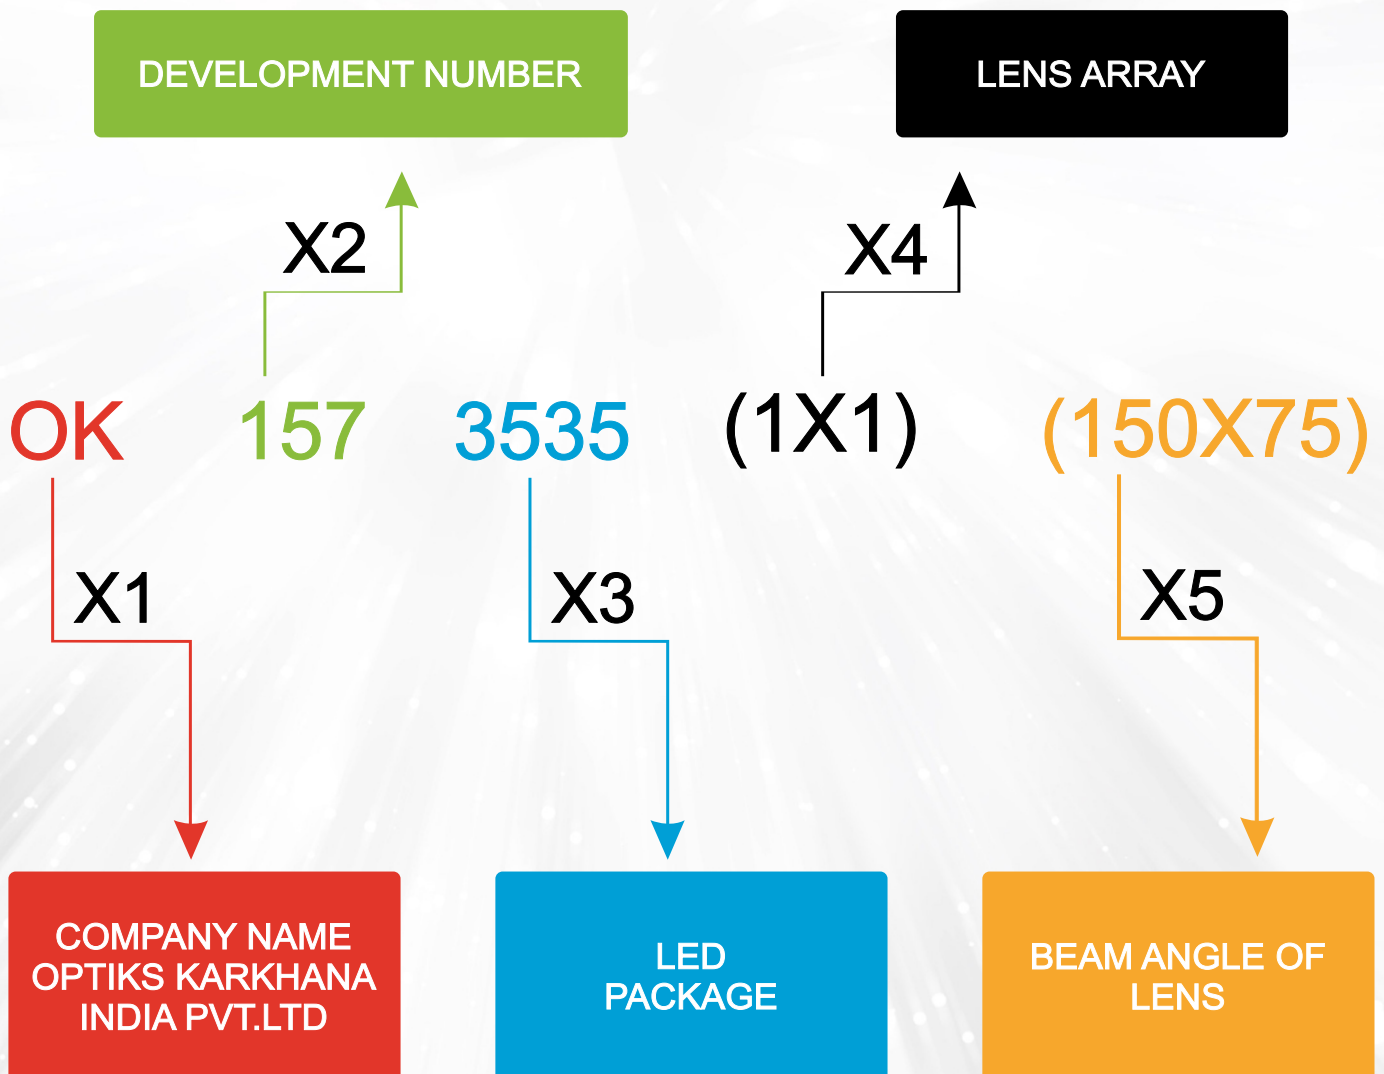 DEVELOPMENT NUMBER
LENS ARRAY
X2
X4
OK 157 3535 (1X1) (150X75)
X1
X3
X5
COMPANY NAME
OPTIKS KARKHANA
INDIA PVT.LTD
LED
PACKAGE
BEAM ANGLE OF
LENS